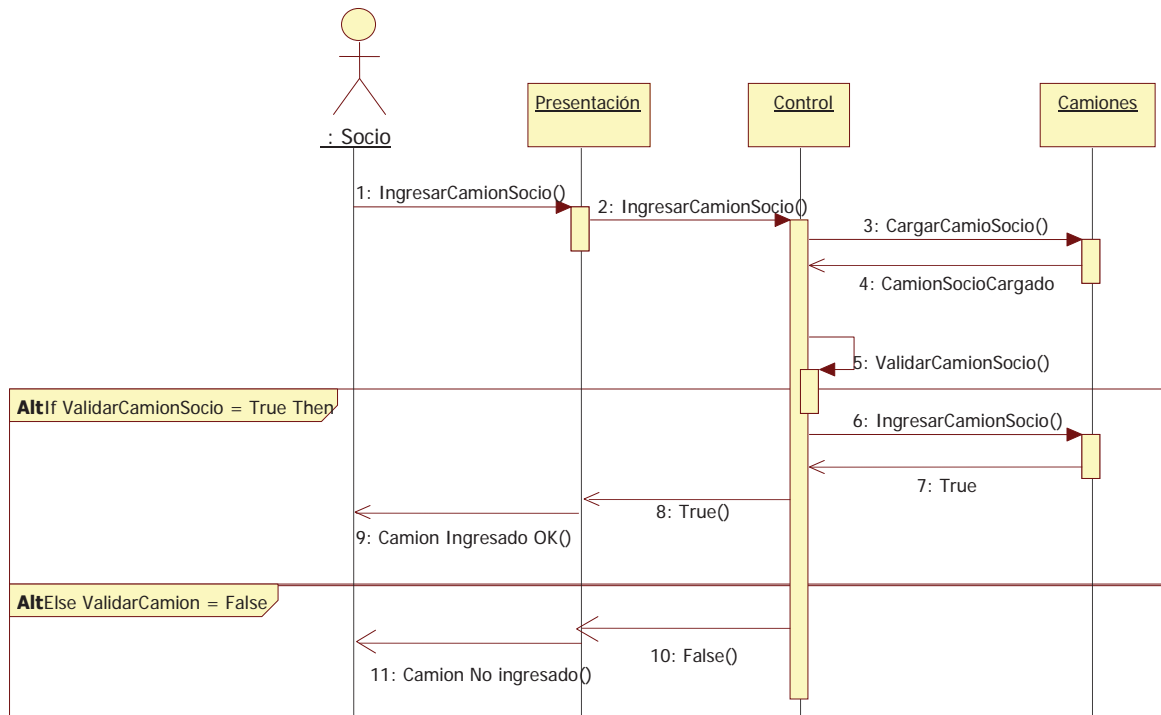 : Socio
Presentación
Control
Camiones
1: IngresarCamionSocio()
2: IngresarCamionSocio()
3: CargarCamioSocio()
4: CamionSocioCargado
5: ValidarCamionSocio()
AltIf ValidarCamionSocio = True Then
6: IngresarCamionSocio()
7: True
8: True()
9: Camion Ingresado OK()
AltElse ValidarCamion = False
10: False()
11: Camion No ingresado()